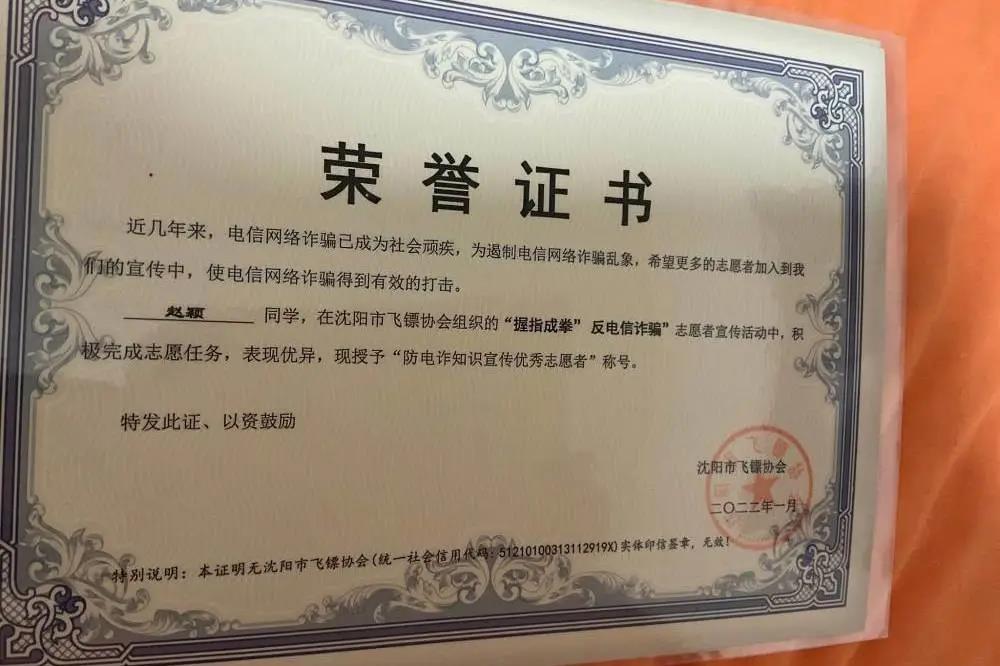 荣誉证书
近几年来，电信网络诈骗已成为社会顽疾，为遏制电信网络诈骗乱象，希望更多的志愿者加入到我
们的宣传中，使电信网络诈骗得到有效的打击。
赵颖 同学，在沈阳市飞镖协会组织的“握指成拳” 反电信诈骗”志愿者宣传活动中，积
极完成志愿任务，表现优异，现授予“防电诈知识宣传优秀志愿者”称号。
特发此证、以资鼓励
沈阳市飞镖协会
二〇二二年一月
特别说明：本证明无沈阳市飞镖协会(统一社会信用代码：51210100313112919X)实体印信签章，无效！